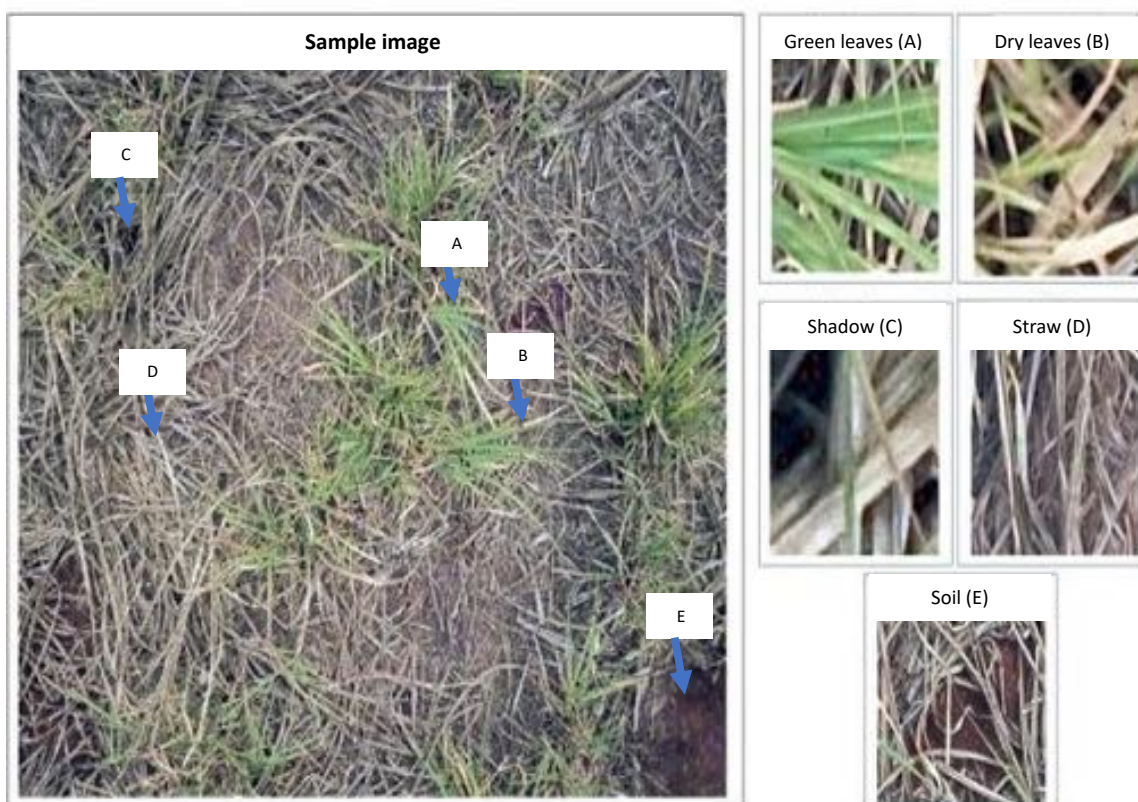 Sample image
C
A
B
D
E
Green leaves (A)
Dry leaves (B)
Shadow (C)
Straw (D)
Soil (E)